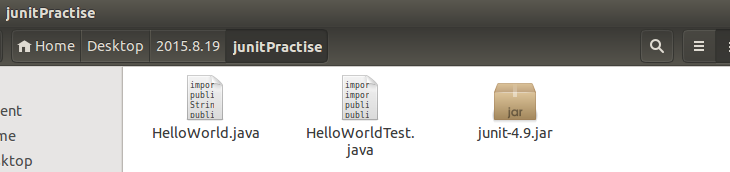 junitPractise
Home Desktop 2015.8.19 junitPractise
impor
publi
Strin
publi
impor
impor
publi
publi
jar
ent
me
sktop
HelloWorld.java
HelloWorldTest.
java
junit-4.9.jar